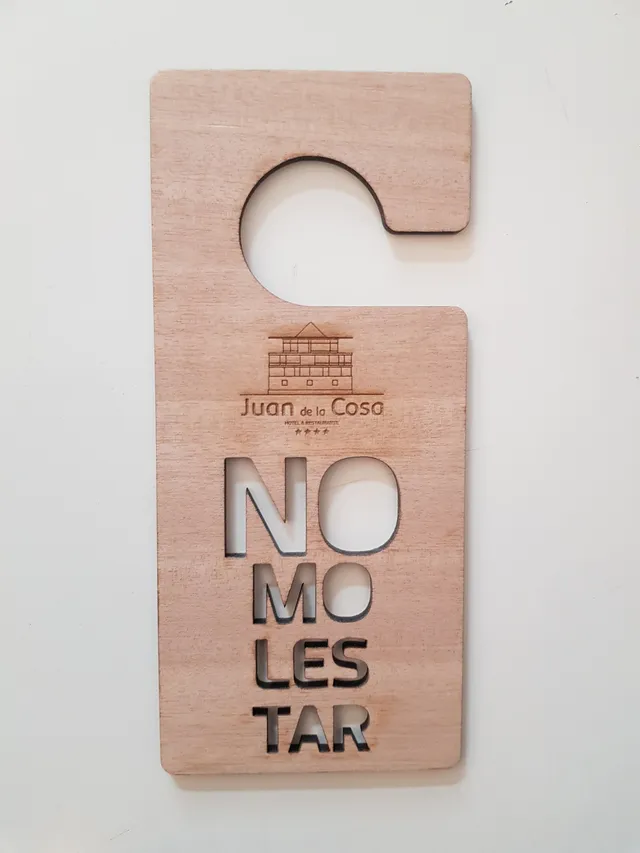 Juan de la Cosa
HOTEL & RESTAURANTE
NO
MO
LES
TAR